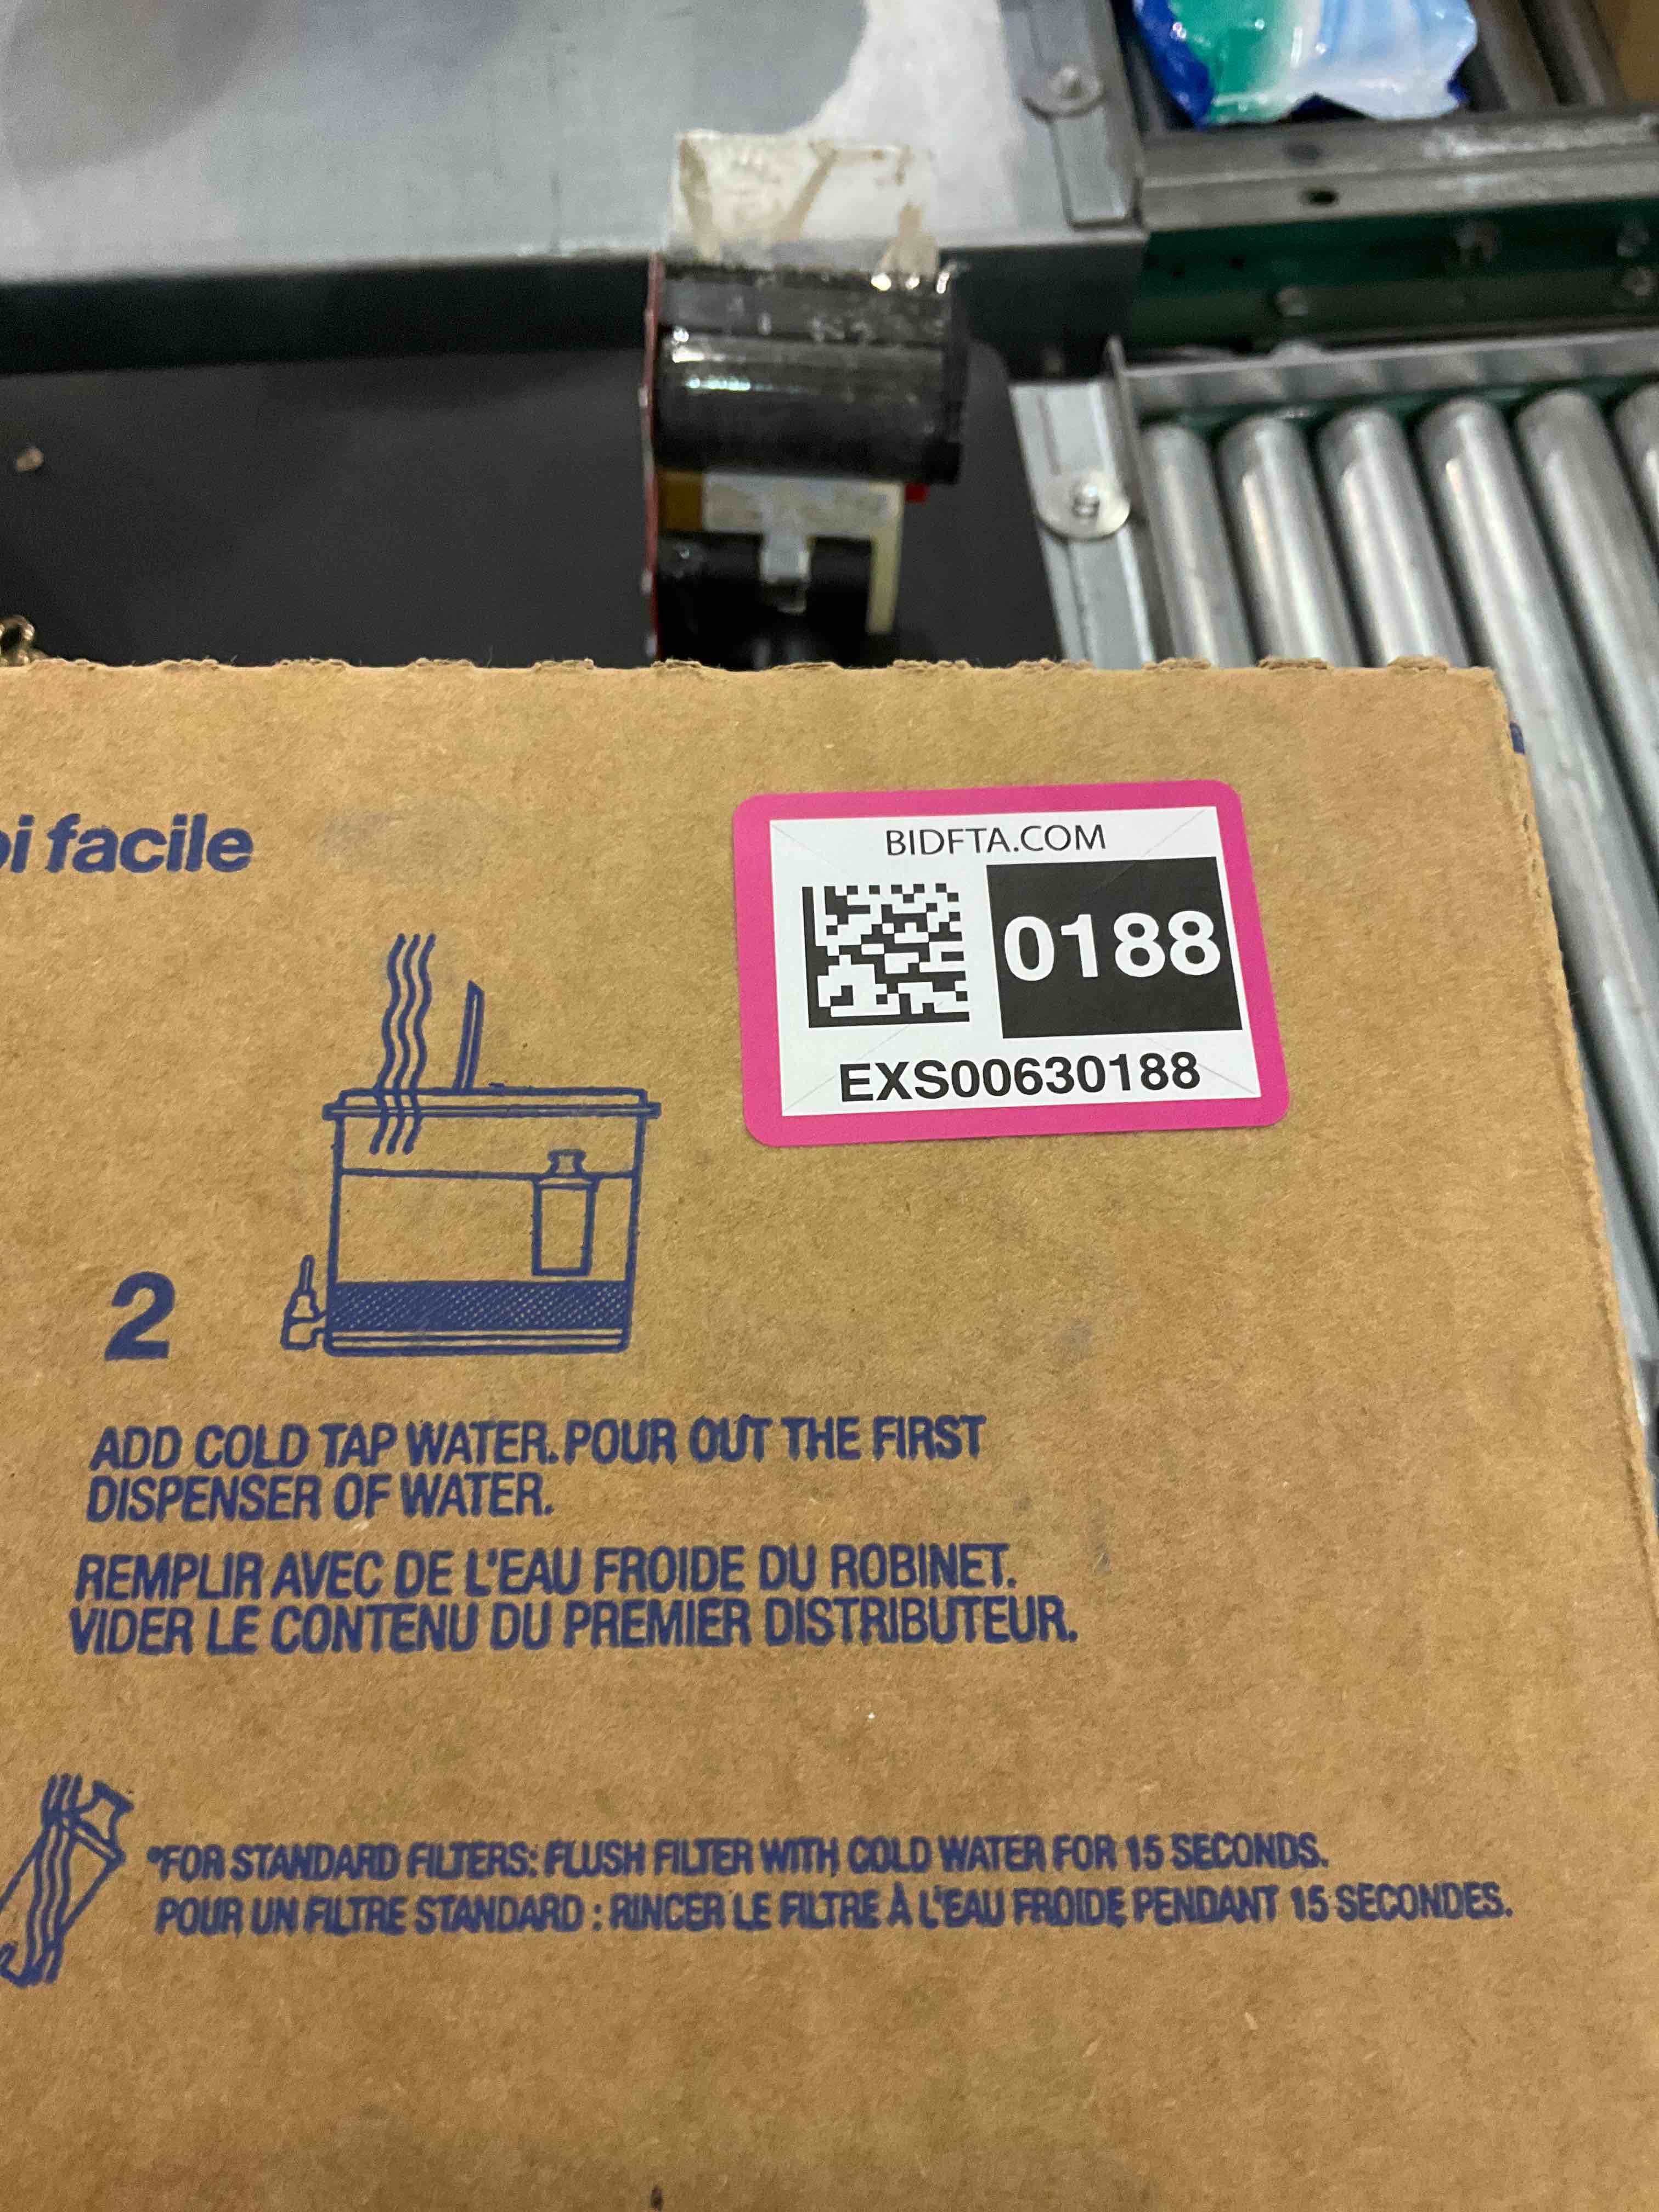 oi facile
BIDFTA.COM
0188
EXS00630188
2
ADD COLD TAP WATER. POUR OUT THE FIRST
DISPENSER OF WATER.
REMPLIR AVEC DE L'EAU FROIDE DU ROBINET.
VIDER LE CONTENU DU PREMIER DISTRIBUTEUR.
*FOR STANDARD FILTERS: FLUSH FILTER WITH COLD WATER FOR 15 SECONDS.
POUR UN FILTRE STANDARD : RINCER LE FILTRE À L'EAU FROIDE PENDANT 15 SECONDES.